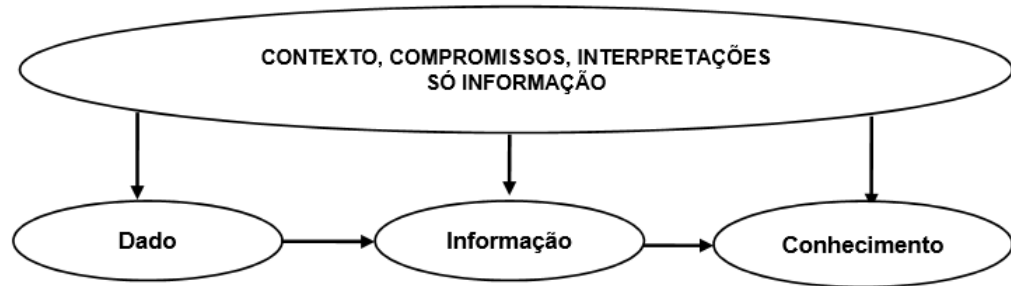 CONTEXTO, COMPROMISSOS, INTERPRETAÇÕES
SÓ INFORMAÇÃO
Dado
Informação
Conhecimento